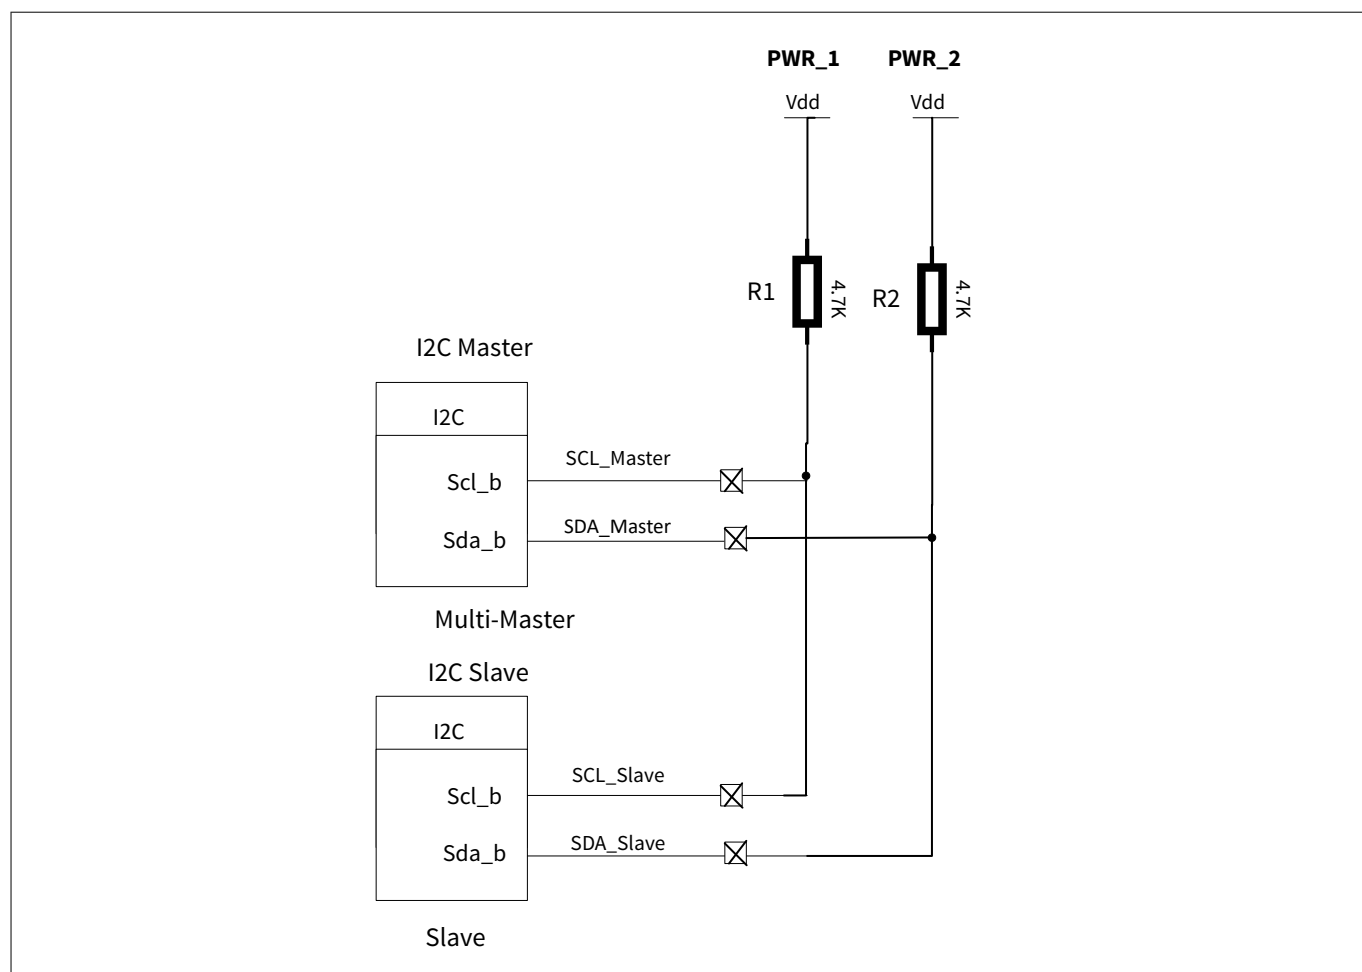 PWR_1 PWR_2
Vdd Vdd
R1 4.7K R2 4.7K
I2C Master
I2C
SCL_Master
Scl_b
SDA_Master
Sda_b
Multi-Master
I2C Slave
I2C
SCL_Slave
Scl_b
SDA_Slave
Sda_b
Slave